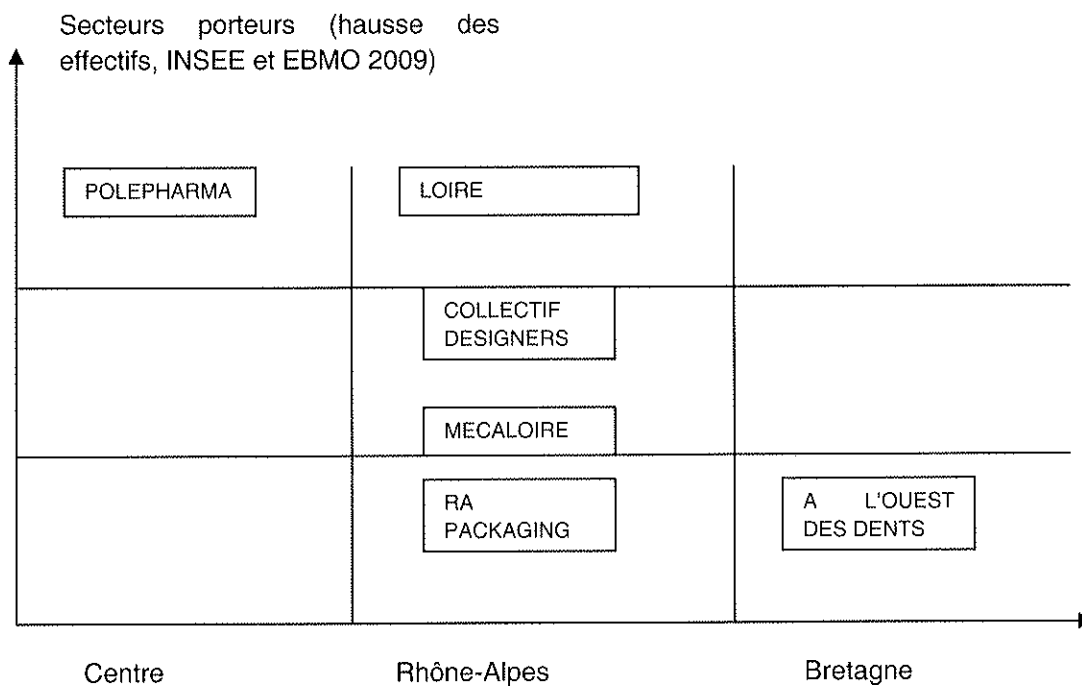 Secteurs porteurs (hausse des
effectifs, INSEE et EBMO 2009)
POLEPHARMA
LOIRE
COLLECTIF
DESIGNERS
MECALOIRE
RA
PACKAGING
A L'OUEST
DES DENTS
Centre
Rhône-Alpes
Bretagne